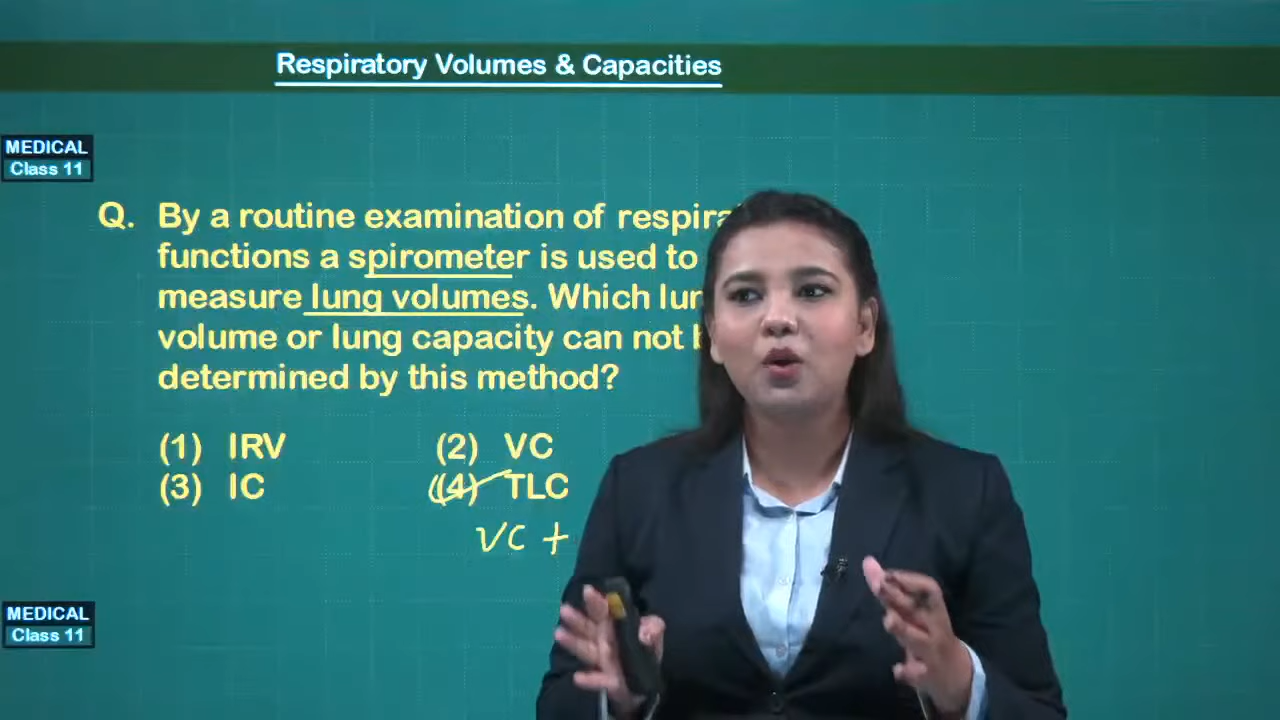 Respiratory Volumes & Capacities
MEDICAL
Class 11
Q. By a routine examination of
functions a spirometer is used to
measure lung volumes. Which
volume or lung capacity can not
determined by this method?
(1) IRV (2) VC
(3) IC (4) TLC
VC +
MEDICAL
Class 11